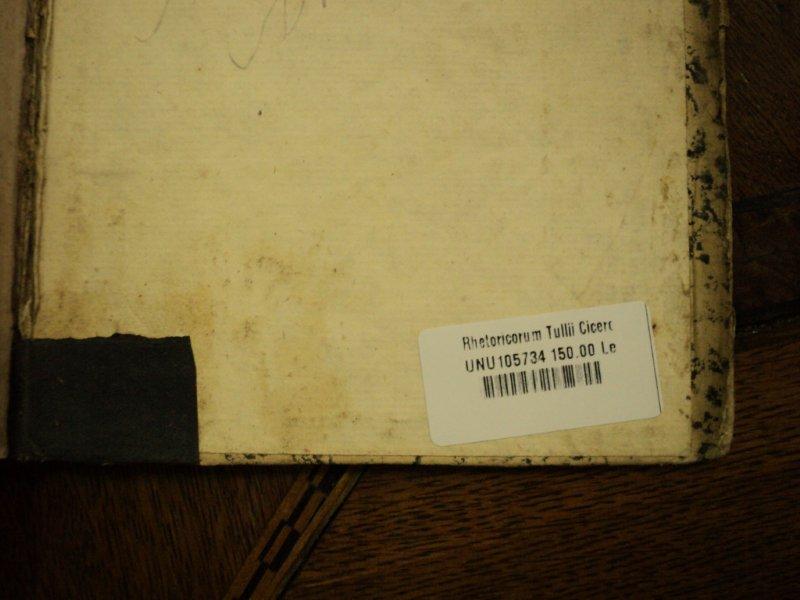 Rhetoricorum Tullii Cicerc
UNU105734 150.00 Le